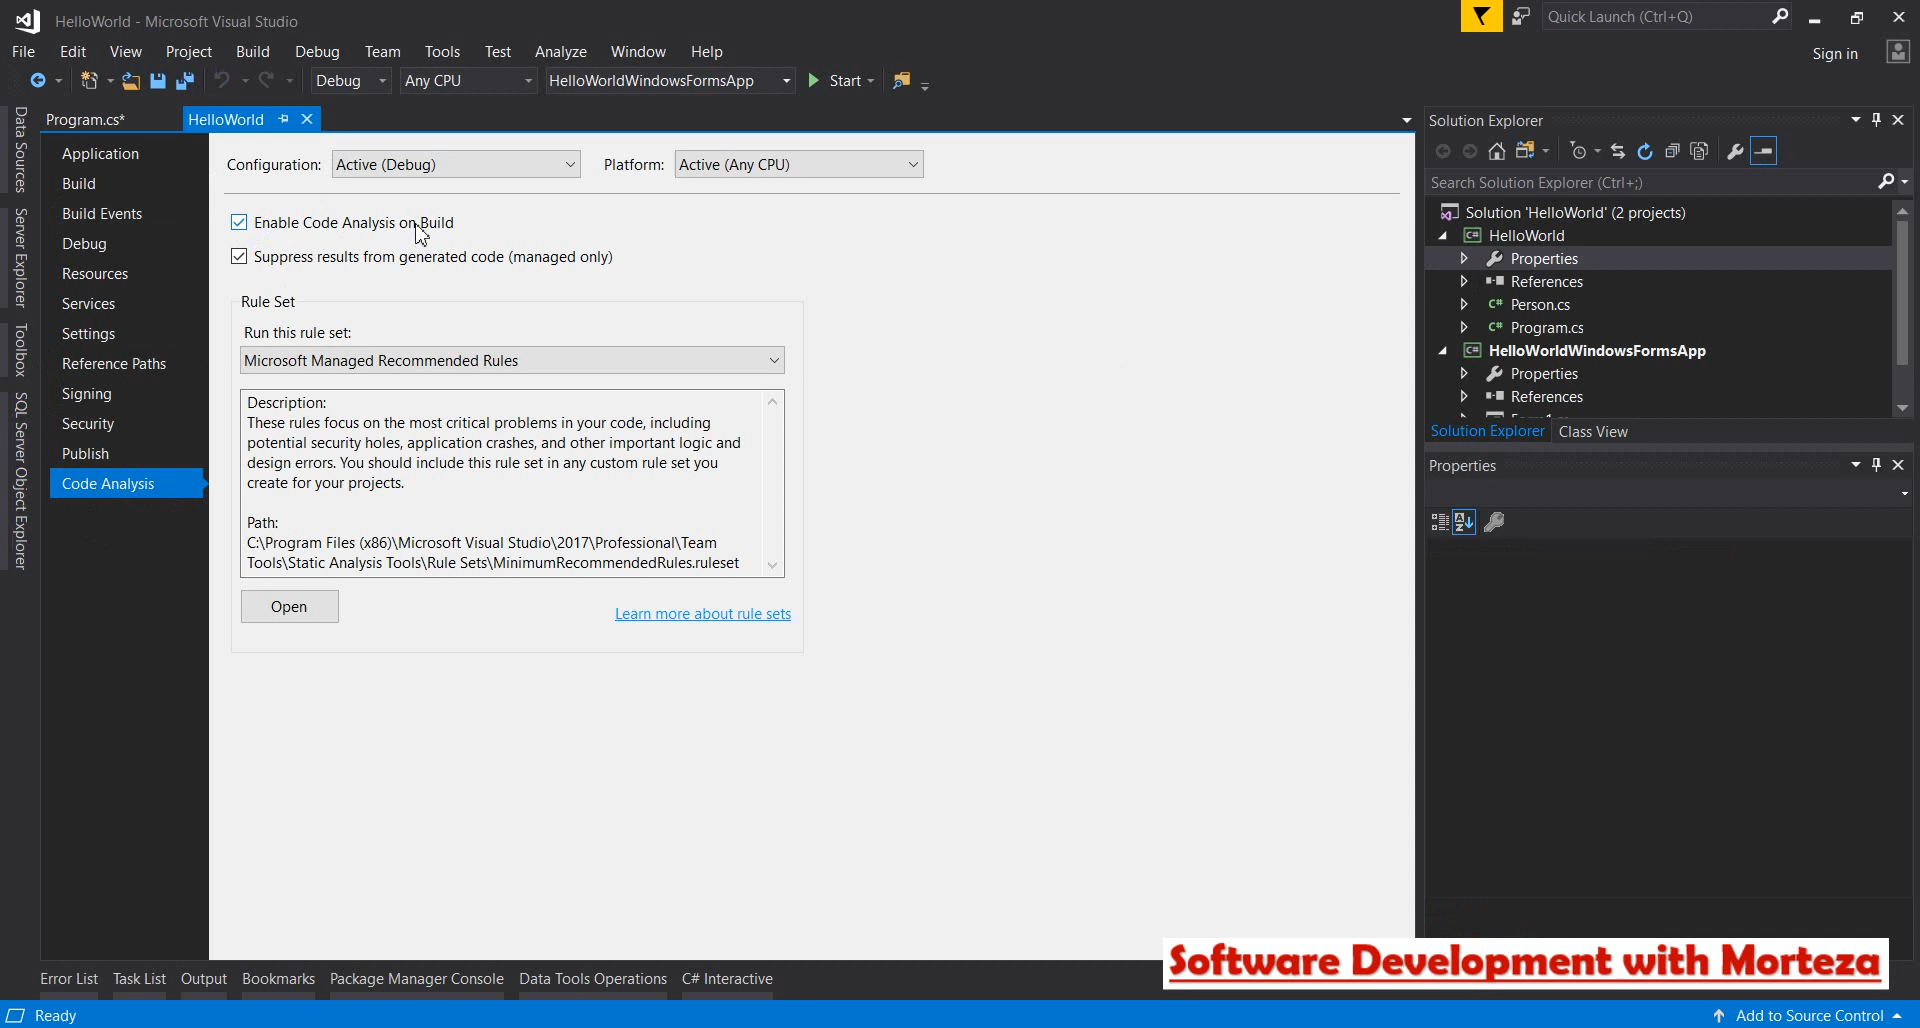 HelloWorld - Microsoft Visual Studio
Quick Launch (Ctrl+Q)
File Edit View Project Build Debug Team Tools Test Analyze Window Help
Sign in
Debug Any CPU HelloWorldWindowsFormsApp Start
Data Sources
Server Explorer
Toolbox
SQL Server Object Explorer
Program.cs* HelloWorld
Application
Build
Build Events
Debug
Resources
Services
Settings
Reference Paths
Signing
Security
Publish
Code Analysis
Configuration: Active (Debug) Platform: Active (Any CPU)
Enable Code Analysis on Build
Suppress results from generated code (managed only)
Rule Set
Run this rule set:
Microsoft Managed Recommended Rules
Description:
These rules focus on the most critical problems in your code, including
potential security holes, application crashes, and other important logic and
design errors. You should include this rule set in any custom rule set you
create for your projects.
Path:
C:\Program Files (x86)\Microsoft Visual Studio\2017\Professional\Team
Tools\Static Analysis Tools\Rule Sets\MinimumRecommendedRules.ruleset
Open
Learn more about rule sets
Solution Explorer
Search Solution Explorer (Ctrl+;)
Solution 'HelloWorld' (2 projects)
HelloWorld
Properties
References
Person.cs
Program.cs
HelloWorldWindowsFormsApp
Properties
References
Solution Explorer Class View
Properties
Software Development with Morteza
Error List Task List Output Bookmarks Package Manager Console Data Tools Operations C# Interactive
Ready
Add to Source Control